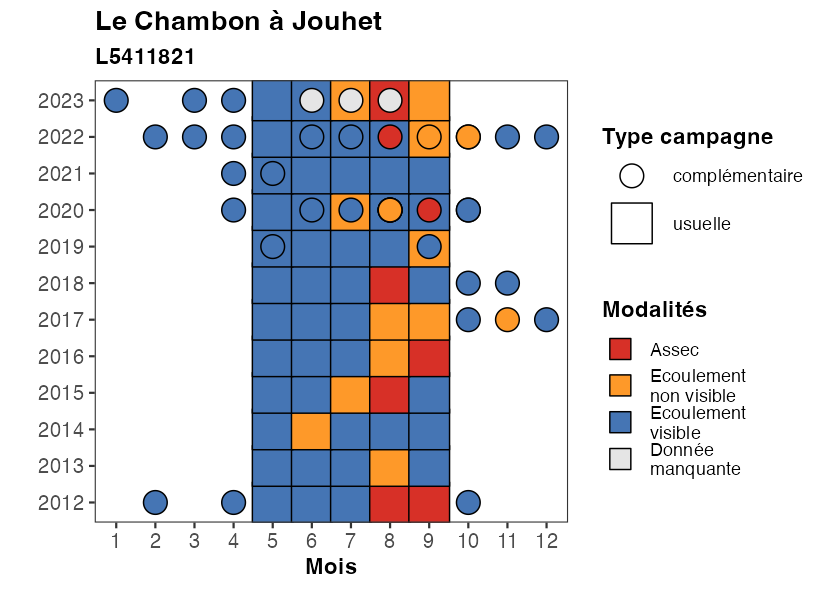 Le Chambon à Jouhet
L5411821
2023
2022
2021
2020
2019
2018
2017
2016
2015
2014
2013
2012
1 2 3 4 5 6 7 8 9 10 11 12
Mois
Type campagne
complémentaire
usuelle
Modalités
Assec
Ecoulement
non visible
Ecoulement
visible
Donnée
manquante